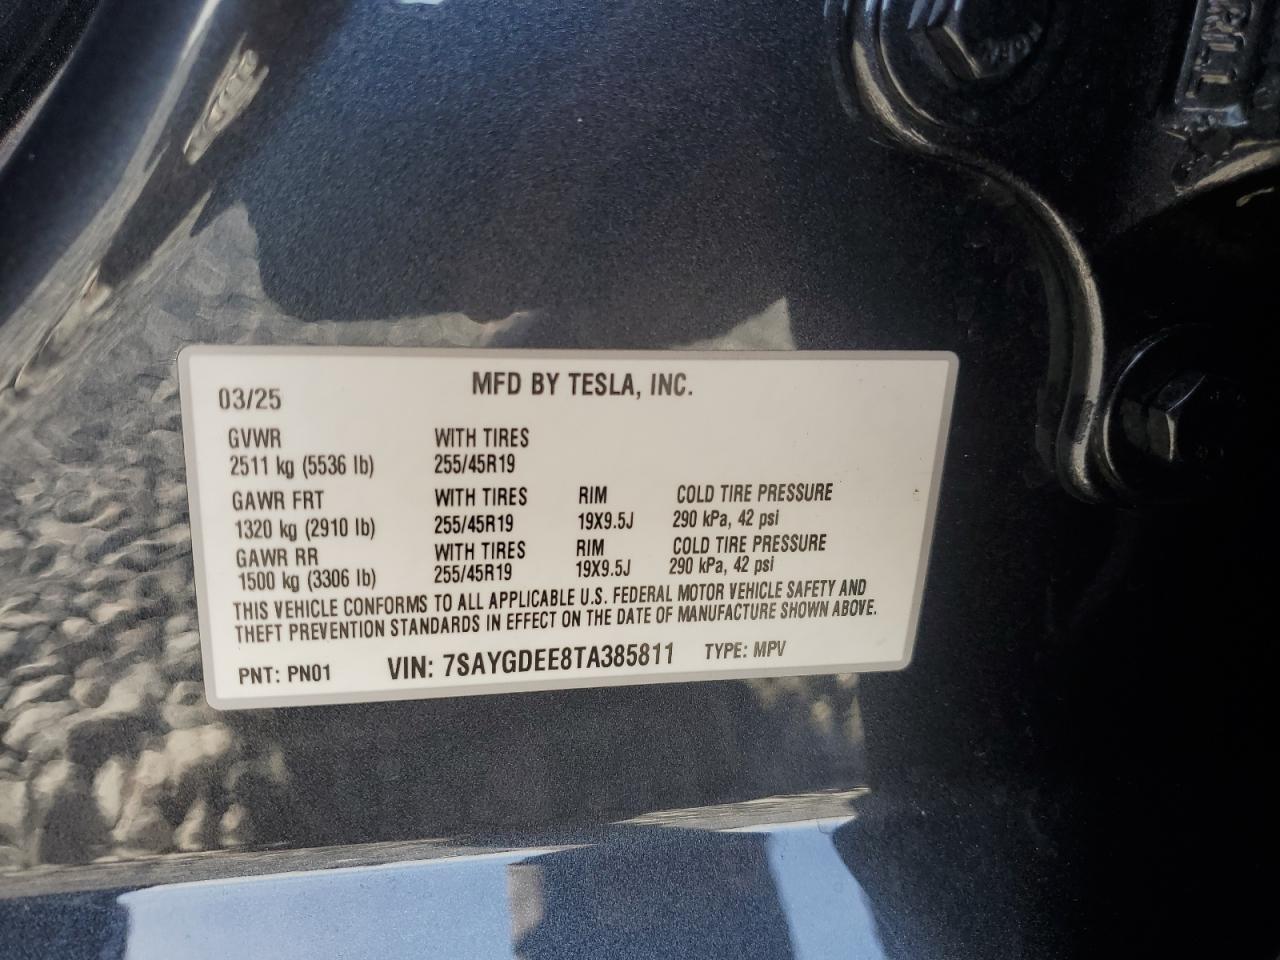 MFD BY TESLA, INC.
03/25
GVWR WITH TIRES
2511 kg (5536 lb) 255/45R19
GAWR FRT WITH TIRES RIM COLD TIRE PRESSURE
1320 kg (2910 lb) 255/45R19 19X9.5J 290 kPa, 42 psi
GAWR RR WITH TIRES RIM COLD TIRE PRESSURE
1500 kg (3306 lb) 255/45R19 19X9.5J 290 kPa, 42 psi
THIS VEHICLE CONFORMS TO ALL APPLICABLE U.S. FEDERAL MOTOR VEHICLE SAFETY AND
THEFT PREVENTION STANDARDS IN EFFECT ON THE DATE OF MANUFACTURE SHOWN ABOVE.
PNT: PN01 VIN: 7SAYGDEE8TA385811 TYPE: MPV